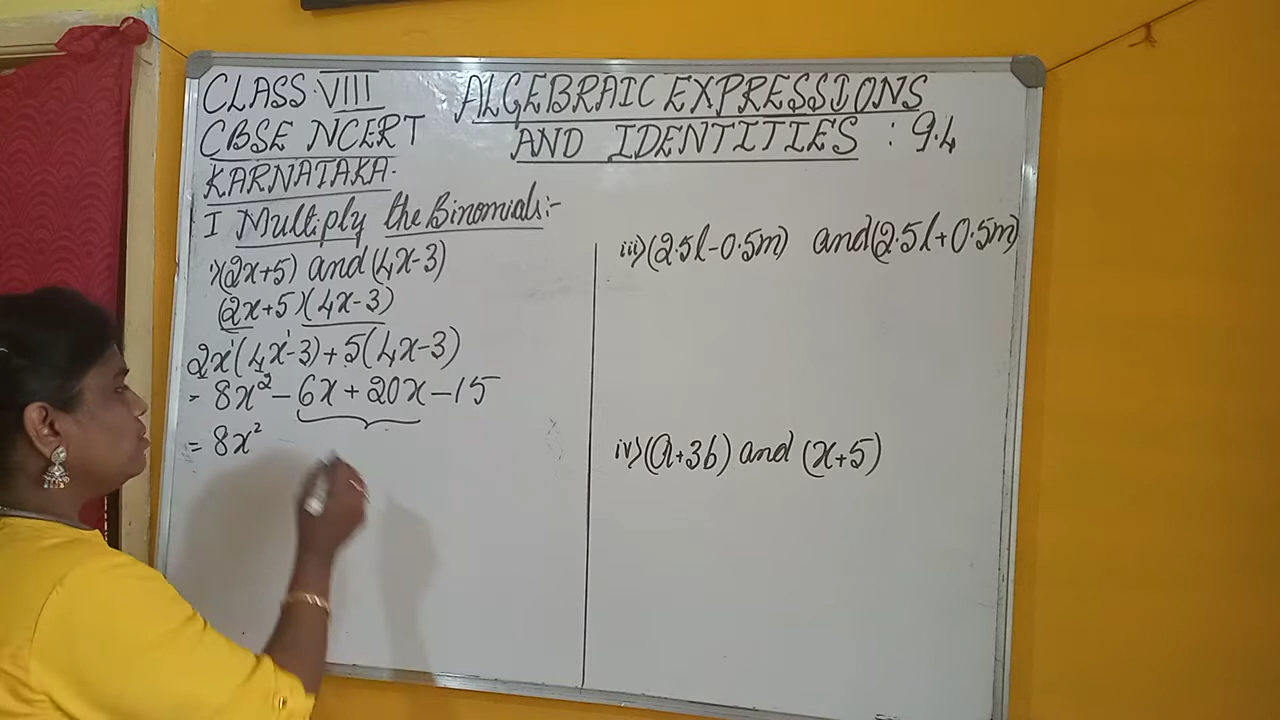 CLASS VIII
CBSE NCERT
KARNATAKA.
ALGEBRAIC EXPRESSIONS
AND IDENTITIES : 9.4
I Multiply the Binomials:-
i) (2x+5) and (4x-3)
(2x+5) (4x-3)
2x¹(4x¹-3)+5(4x-3)
= 8x² - 6x + 20x - 15
= 8x²
iii) (2.5l-0.5m) and (2.5l+0.5m)
iv) (a+3b) and (x+5)